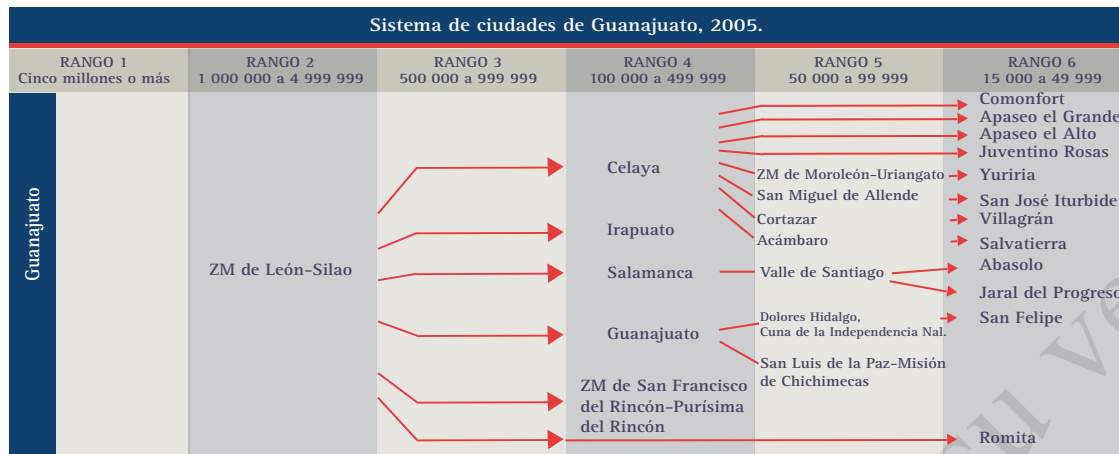 Sistema de ciudades de Guanajuato, 2005.
RANGO 1
Cinco millones o más
RANGO 2
1 000 000 a 4 999 999
RANGO 3
500 000 a 999 999
RANGO 4
100 000 a 499 999
RANGO 5
50 000 a 99 999
RANGO 6
15 000 a 49 999
Guanajuato
ZM de León-Silao
Celaya
Irapuato
Salamanca
Guanajuato
ZM de San Francisco
del Rincón-Purísima
del Rincón
ZM de Moroleón-Uriangato
San Miguel de Allende
Cortazar
Acámbaro
Valle de Santiago
Dolores Hidalgo,
Cuna de la Independencia Nal.
San Luis de la Paz-Misión
de Chichimecas
Comonfort
Apaseo el Grande
Apaseo el Alto
Juventino Rosas
Yuriria
San José Iturbide
Villagrán
Salvatierra
Abasolo
Jaral del Progreso
San Felipe
Romita
su ve